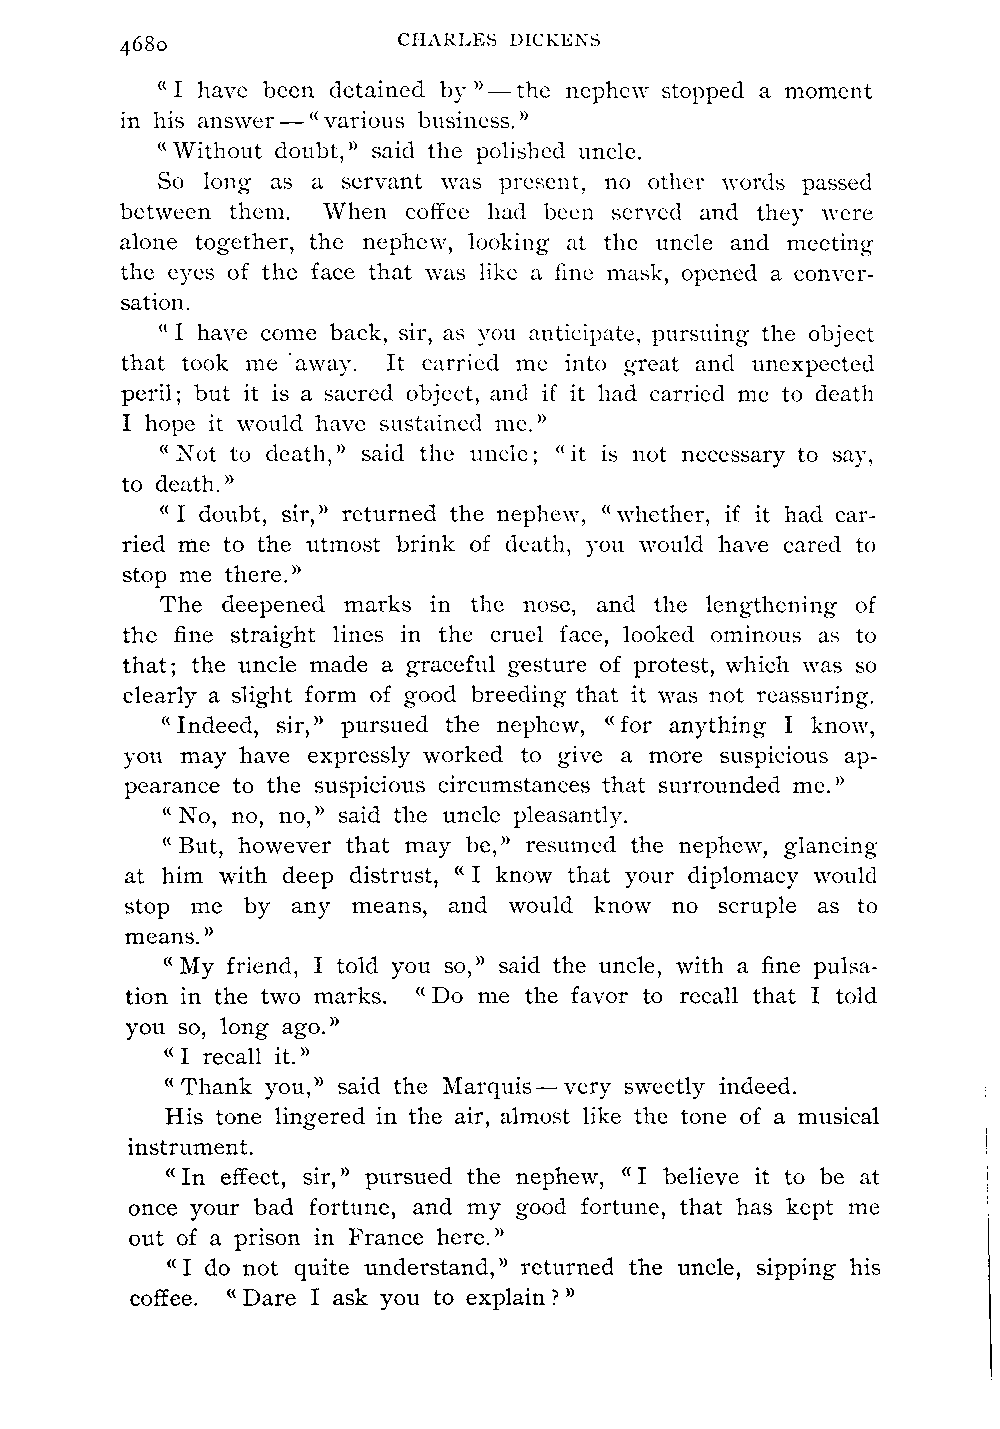 4680 CHARLES DICKENS
“I have been detained by”—the nephew stopped a moment
in his answer—“various business.”
“Without doubt,” said the polished uncle.
So long as a servant was present, no other words passed
between them. When coffee had been served and they were
alone together, the nephew, looking at the uncle and meeting
the eyes of the face that was like a fine mask, opened a conver-
sation.
“I have come back, sir, as you anticipate, pursuing the object
that took me away. It carried me into great and unexpected
peril; but it is a sacred object, and if it had carried me to death
I hope it would have sustained me.”
“Not to death,” said the uncle; “it is not necessary to say,
to death.”
“I doubt, sir,” returned the nephew, “whether, if it had car-
ried me to the utmost brink of death, you would have cared to
stop me there.”
The deepened marks in the nose, and the lengthening of
the fine straight lines in the cruel face, looked ominous as to
that; the uncle made a graceful gesture of protest, which was so
clearly a slight form of good breeding that it was not reassuring.
“Indeed, sir,” pursued the nephew, “for anything I know,
you may have expressly worked to give a more suspicious ap-
pearance to the suspicious circumstances that surrounded me.”
“No, no, no,” said the uncle pleasantly.
“But, however that may be,” resumed the nephew, glancing
at him with deep distrust, “I know that your diplomacy would
stop me by any means, and would know no scruple as to
means.”
“My friend, I told you so,” said the uncle, with a fine pulsa-
tion in the two marks. “Do me the favor to recall that I told
you so, long ago.”
“I recall it.”
“Thank you,” said the Marquis—very sweetly indeed.
His tone lingered in the air, almost like the tone of a musical
instrument.
“In effect, sir,” pursued the nephew, “I believe it to be at
once your bad fortune, and my good fortune, that has kept me
out of a prison in France here.”
“I do not quite understand,” returned the uncle, sipping his
coffee. “Dare I ask you to explain?”